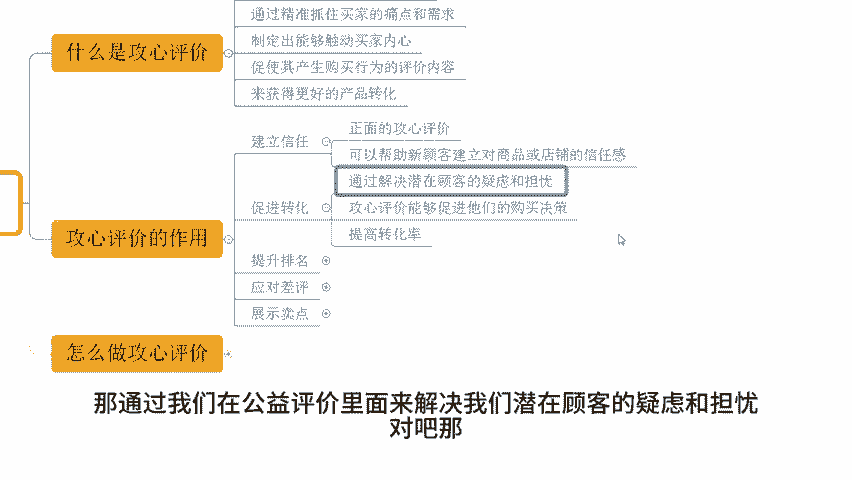 通过精准抓住买家的痛点和需求
什么是攻心评价
制定出能够触动买家内心
促使其产生购买行为的评价内容
来获得更好的产品转化
正面的攻心评价
建立信任
可以帮助新顾客建立对商品或店铺的信任感
通过解决潜在顾客的疑虑和担忧
促进转化
攻心评价能够促进他们的购买决策
提高转化率
攻心评价的作用
提升排名
应对差评
展示卖点
怎么做攻心评价
那通过我们在公益评价里面来解决我们潜在顾客的疑虑和担忧
对吧那